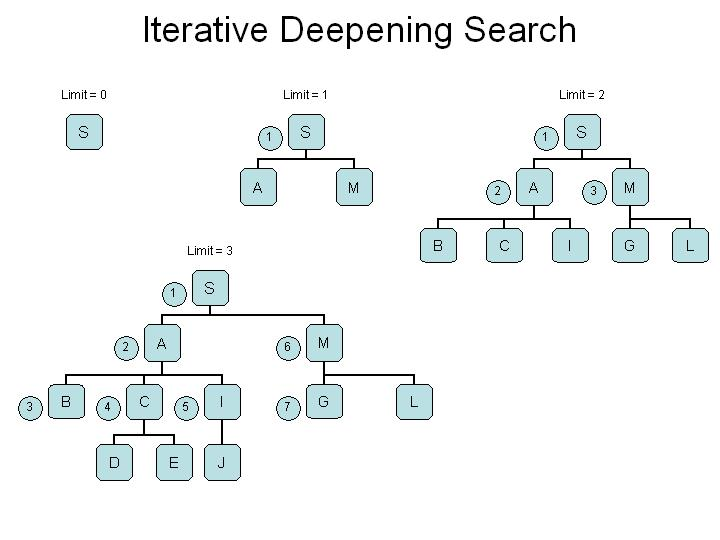 Iterative Deepening Search
Limit = 0
Limit = 1
Limit = 2
S
1 S
1 S
A M
2 A 3 M
B C I G L
Limit = 3
1 S
2 A 6 M
3 B 4 C 5 I 7 G L
D E J